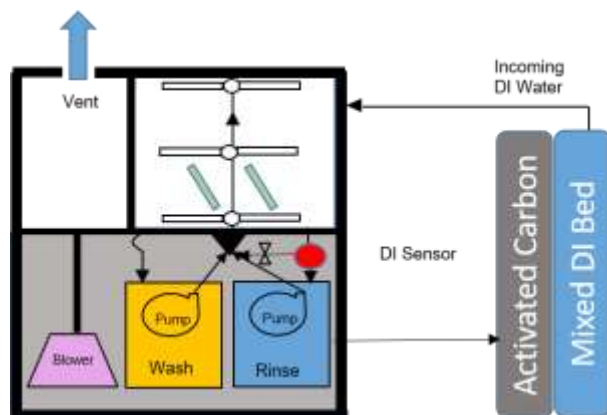 Incoming
DI Water
Vent
DI Sensor
Activated Carbon
Mixed DI Bed
Pump
Pump
Blower
Wash
Rinse